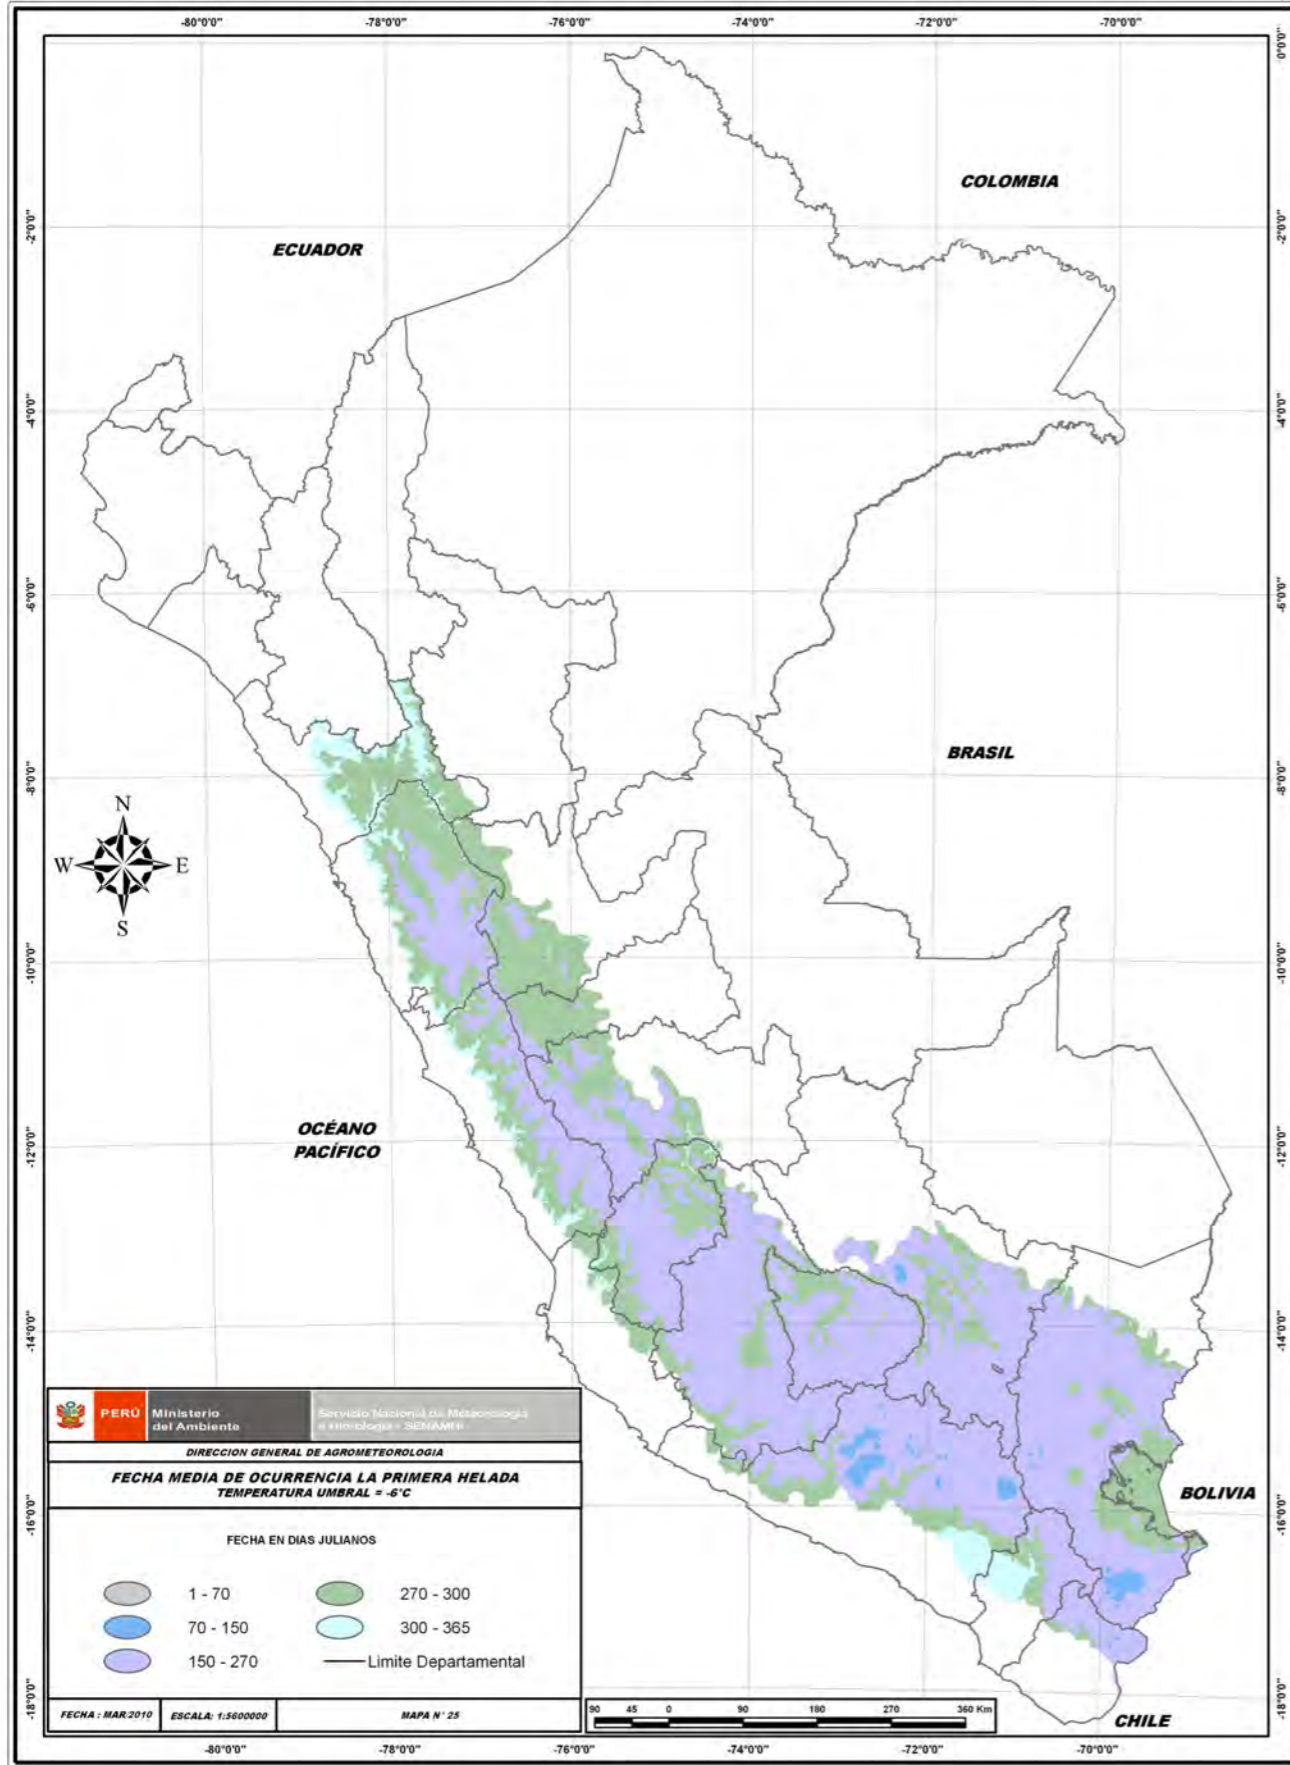 -80°0'0"
-78°0'0"
-76°0'0"
-74°0'0"
-72°0'0"
-70°0'0"
0°0'0"
COLOMBIA
-2°0'0"
-2°0'0"
ECUADOR
-4°0'0"
-4°0'0"
-6°0'0"
-6°0'0"
BRASIL
-8°0'0"
-8°0'0"
N
W
E
S
-10°0'0"
-10°0'0"
OCÉANO
PACÍFICO
-12°0'0"
-12°0'0"
-14°0'0"
-14°0'0"
PERÚ
Ministerio
del Ambiente
Servicio Nacional de Meteorología
e Hidrología - SENAMHI
DIRECCION GENERAL DE AGROMETEOROLOGIA
FECHA MEDIA DE OCURRENCIA LA PRIMERA HELADA
TEMPERATURA UMBRAL = -6°C
BOLIVIA
-16°0'0"
-16°0'0"
FECHA EN DIAS JULIANOS
1 - 70
270 - 300
70 - 150
300 - 365
150 - 270
Limite Departamental
-18°0'0"
-18°0'0"
FECHA : MAR/2010
ESCALA: 1:5600000
MAPA N° 25
90 45 0 90 180 270 360 Km
CHILE
-80°0'0"
-78°0'0"
-76°0'0"
-74°0'0"
-72°0'0"
-70°0'0"